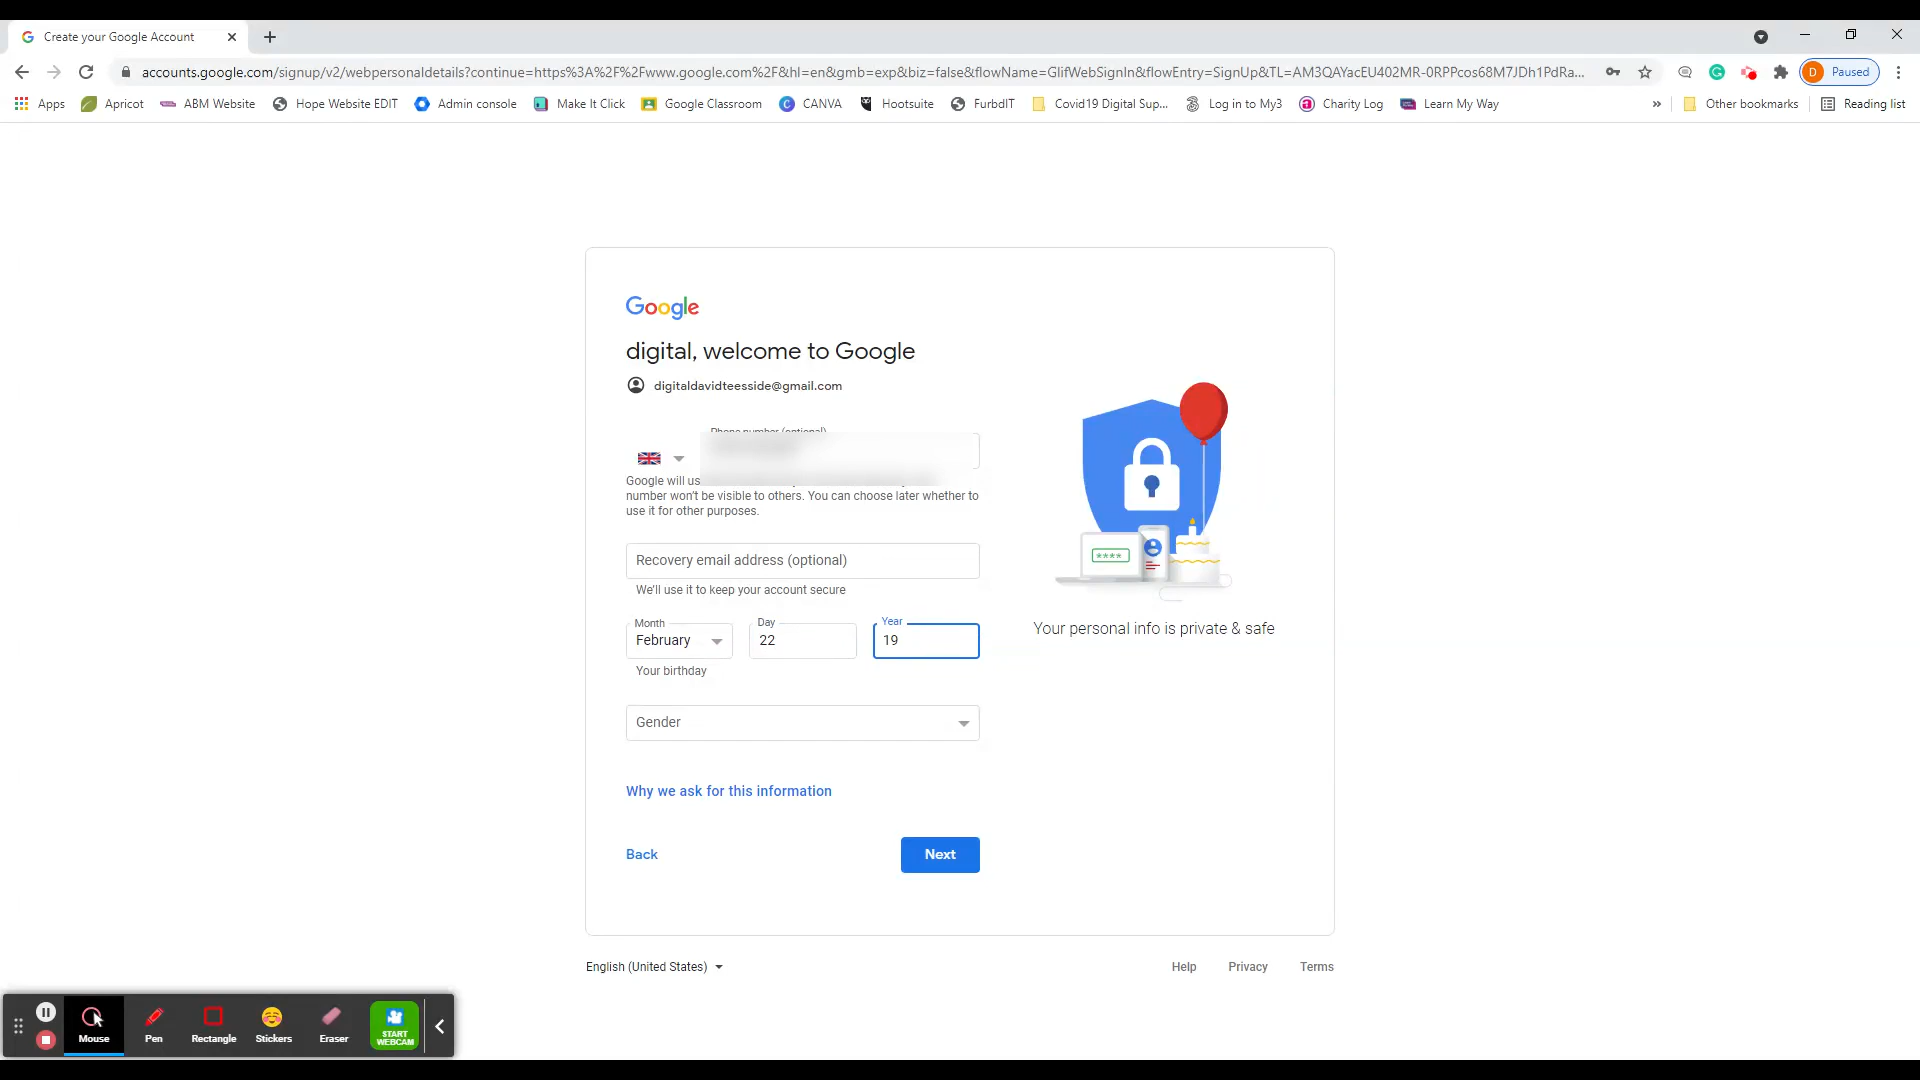 Create your Google Account
accounts.google.com/signup/v2/webpersonaldetails?continue=https%3A%2F%2Fwww.google.com%2F&hl=en&gmb=exp&biz=false&flowName=GlifWebSignIn&flowEntry=SignUp&TL=AM3QAYacEU402MR-0RPPcos68M7JDh1PdRa...
D Paused
Apps Apricot ABM Website Hope Website EDIT Admin console Make It Click Google Classroom CANVA Hootsuite FurbdIT Covid19 Digital Sup... Log in to My3 Charity Log Learn My Way » Other bookmarks Reading list
Google
digital, welcome to Google
digitaldavidteesside@gmail.com
Phone number (optional)
Google will us
number won't be visible to others. You can choose later whether to
use it for other purposes.
Recovery email address (optional)
We'll use it to keep your account secure
Month Day Year
February 22 19
Your birthday
Gender
Why we ask for this information
Back Next
****
Your personal info is private & safe
English (United States) Help Privacy Terms
Mouse Pen Rectangle Stickers Eraser START WEBCAM